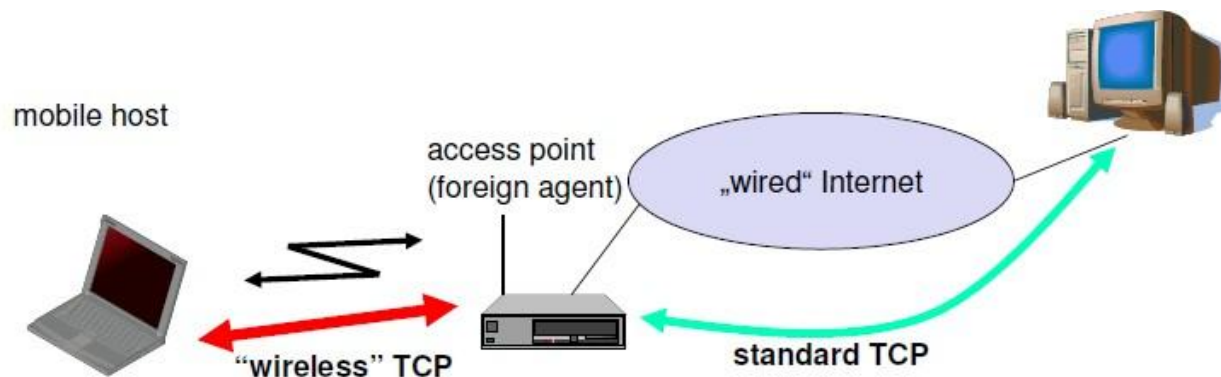 mobile host
access point
(foreign agent)
„wired“ Internet
“wireless” TCP
standard TCP